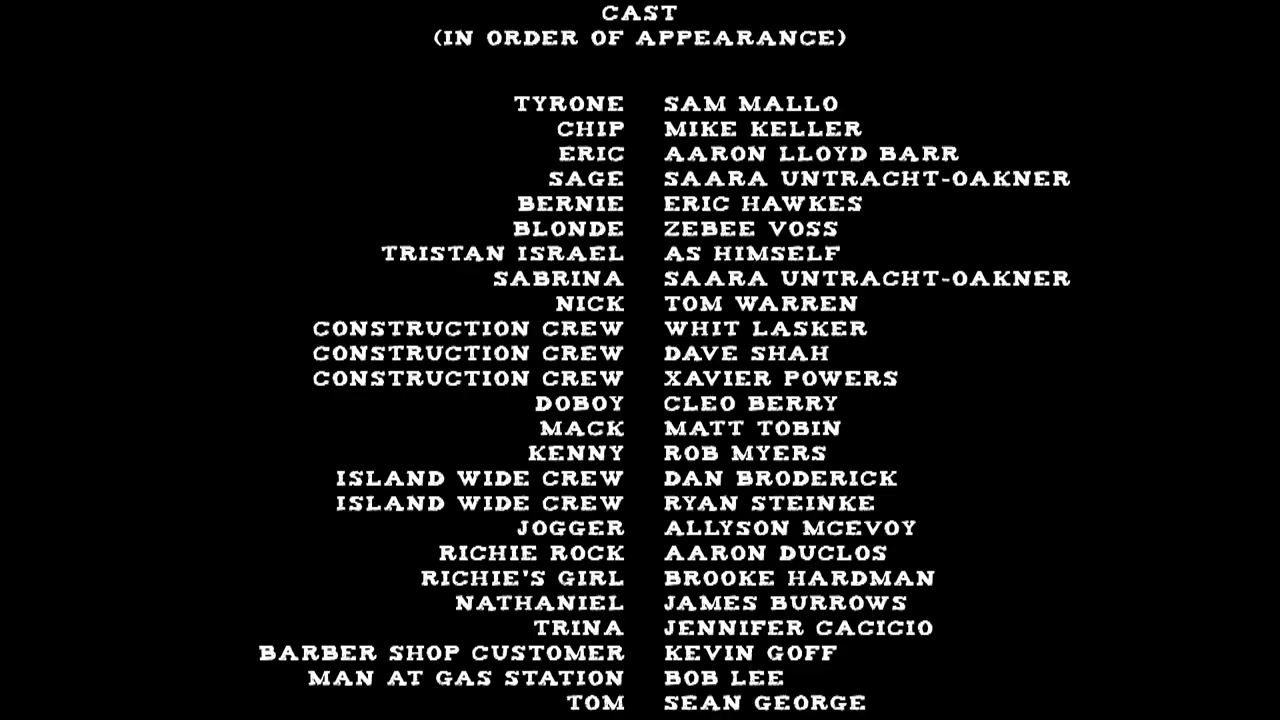 CAST
(IN ORDER OF APPEARANCE)
TYRONE SAM MALLO
CHIP MIKE KELLER
ERIC AARON LLOYD BARR
SAGE SAARA UNTRACHT-OAKNER
BERNIE ERIC HAWKES
BLONDE ZEBEE VOSS
TRISTAN ISRAEL AS HIMSELF
SABRINA SAARA UNTRACHT-OAKNER
NICK TOM WARREN
CONSTRUCTION CREW WHIT LASKER
CONSTRUCTION CREW DAVE SHAH
CONSTRUCTION CREW XAVIER POWERS
DOBOY CLEO BERRY
MACK MATT TOBIN
KENNY ROB MYERS
ISLAND WIDE CREW DAN BRODERICK
ISLAND WIDE CREW RYAN STEINKE
JOGGER ALLYSON MCEVOY
RICHIE ROCK AARON DUCLOS
RICHIE'S GIRL BROOKE HARDMAN
NATHANIEL JAMES BURROWS
TRINA JENNIFER CACICIO
BARBER SHOP CUSTOMER KEVIN GOFF
MAN AT GAS STATION BOB LEE
TOM SEAN GEORGE